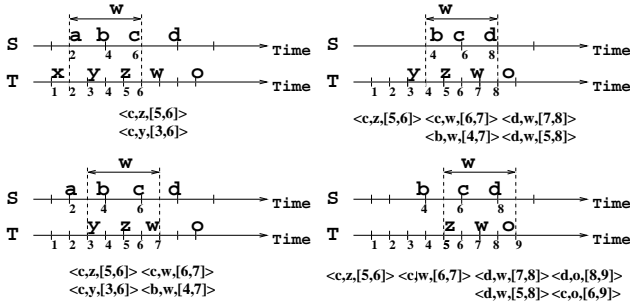 w
S a b c d Time
2 4 6
T x y z w o Time
1 2 3 4 5 6
<c,z,[5,6]>
<c,y,[3,6]>
w
S b c d Time
4 6 8
T y z w o Time
1 2 3 4 5 6 7 8
<c,z,[5,6]> <c,w,[6,7]> <d,w,[7,8]>
<b,w,[4,7]> <d,w,[5,8]>
w
S a b c d Time
2 4 6
T y z w o Time
1 2 3 4 5 6 7
<c,z,[5,6]> <c,w,[6,7]>
<c,y,[3,6]> <b,w,[4,7]>
w
S b c d Time
4 6 8
T z w o Time
1 2 3 4 5 6 7 8 9
<c,z,[5,6]> <c,w,[6,7]> <d,w,[7,8]> <d,o,[8,9]>
<d,w,[5,8]> <c,o,[6,9]>